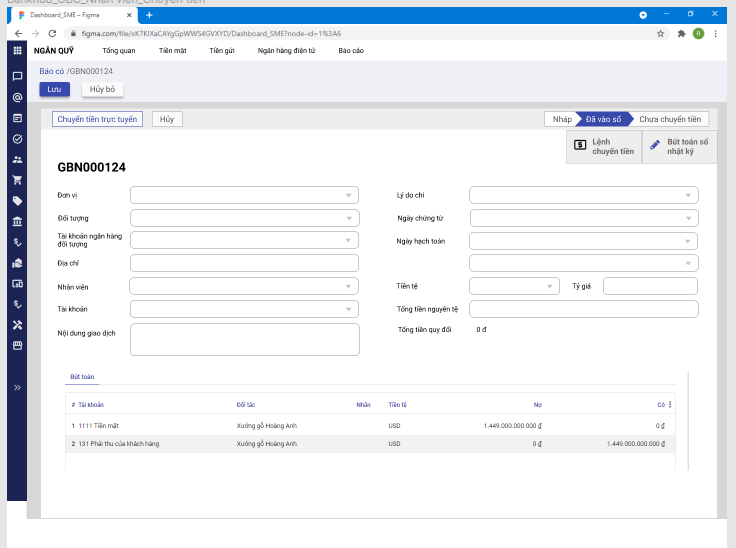 BankHub_ObO_Nhân viên_Chuyển tiền
Dashboard_SME – Figma
figma.com/file/xK7KIXaCAYgGpWWS4GVXYD/Dashboard_SME?node-id=1%3A6
R
NGÂN QUỸ Tổng quan Tiền mặt Tiền gửi Ngân hàng điện tử Báo cáo
Báo có /GBN000124
Lưu Hủy bỏ
Chuyển tiền trực tuyến Hủy Nháp Đã vào sổ Chưa chuyển tiền
Lệnh chuyển tiền
Bút toán sổ nhật ký
GBN000124
Đơn vị Lý do chi
Đối tượng Ngày chứng từ
Tài khoản ngân hàng đối tượng Ngày hạch toán
Địa chỉ
Nhân viên Tiền tệ Tỷ giá
Tài khoản Tổng tiền nguyên tệ
Nội dung giao dịch Tổng tiền quy đổi 0 đ
Bút toán
# Tài khoản Đối tác Nhãn Tiền tệ Nợ Có
1 1111 Tiền mặt Xưởng gỗ Hoàng Anh USD 1.449.000.000.000 ₫ 0 ₫
2 131 Phải thu của khách hàng Xưởng gỗ Hoàng Anh USD 0 ₫ 1.449.000.000.000 ₫